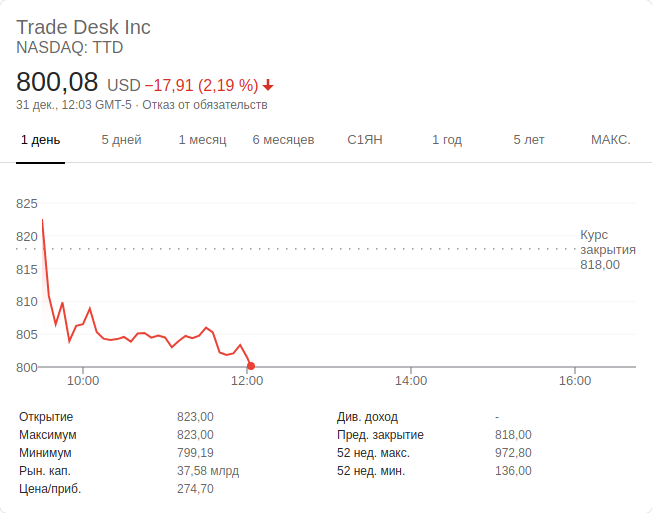 Trade Desk Inc
NASDAQ: TTD
800,08 USD −17,91 (2,19 %)
31 дек., 12:03 GMT-5 · Отказ от обязательств
1 день 5 дней 1 месяц 6 месяцев С1ЯН 1 год 5 лет МАКС.
825
820
815
810
805
800
Курс
закрытия
818,00
10:00 12:00 14:00 16:00
Открытие 823,00 Див. доход -
Максимум 823,00 Пред. закрытие 818,00
Минимум 799,19 52 нед. макс. 972,80
Рын. кап. 37,58 млрд 52 нед. мин. 136,00
Цена/приб. 274,70